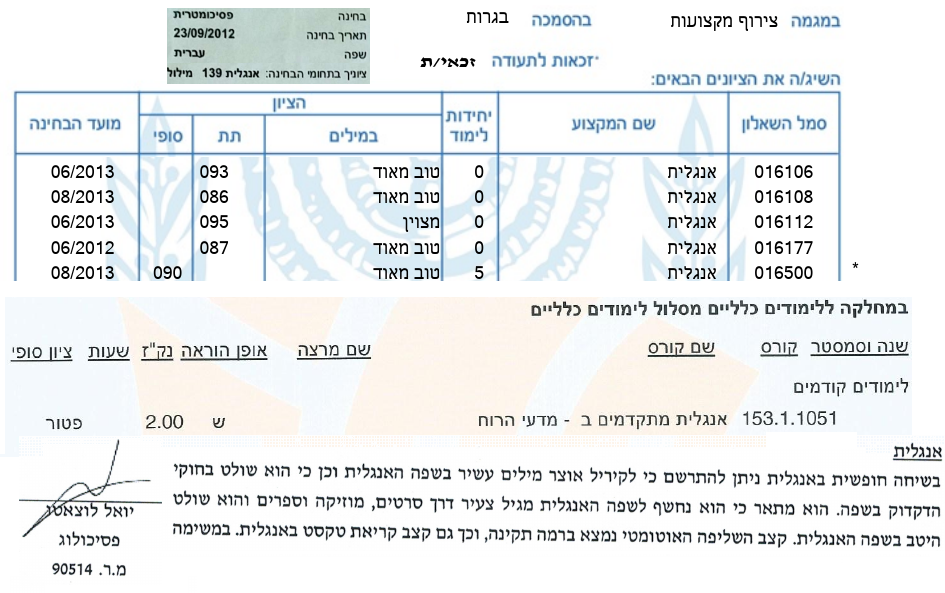 במגמה צירוף מקצועות בהסמכה בגרות
*זכאות לתעודה זכאי/ת
השיג/ה את הציונים הבאים:
בחינה פסיכומטרית
תאריך בחינה 23/09/2012
שפה עברית
ציוניך בתחומי הבחינה: אנגלית 139 מילול
סמל השאלון שם המקצוע יחידות לימוד הציון מועד הבחינה
במילים תת סופי
016106 אנגלית 0 טוב מאוד 093 06/2013
016108 אנגלית 0 טוב מאוד 086 08/2013
016112 אנגלית 0 מצוין 095 06/2013
016177 אנגלית 0 טוב מאוד 087 06/2012
* 016500 אנגלית 5 טוב מאוד 090 08/2013
במחלקה ללימודים כלליים מסלול לימודים כלליים
שנה וסמסטר קורס שם קורס שם מרצה אופן הוראה נק"ז שעות ציון סופי
לימודים קודמים
153.1.1051 אנגלית מתקדמים ב - מדעי הרוח ש 2.00 פטור
אנגלית
בשיחה חופשית באנגלית ניתן להתרשם כי לקיריל אוצר מילים עשיר בשפה האנגלית וכן כי הוא שולט בחוקי
הדקדוק בשפה. הוא מתאר כי הוא נחשף לשפה האנגלית מגיל צעיר דרך סרטים, מוזיקה וספרים והוא שולט
היטב בשפה האנגלית. קצב השליפה האוטומטי נמצא ברמה תקינה, וכך גם קצב קריאת טקסט באנגלית. במשימה
יואל לוצאטו
פסיכולוג
מ.ר. 90514